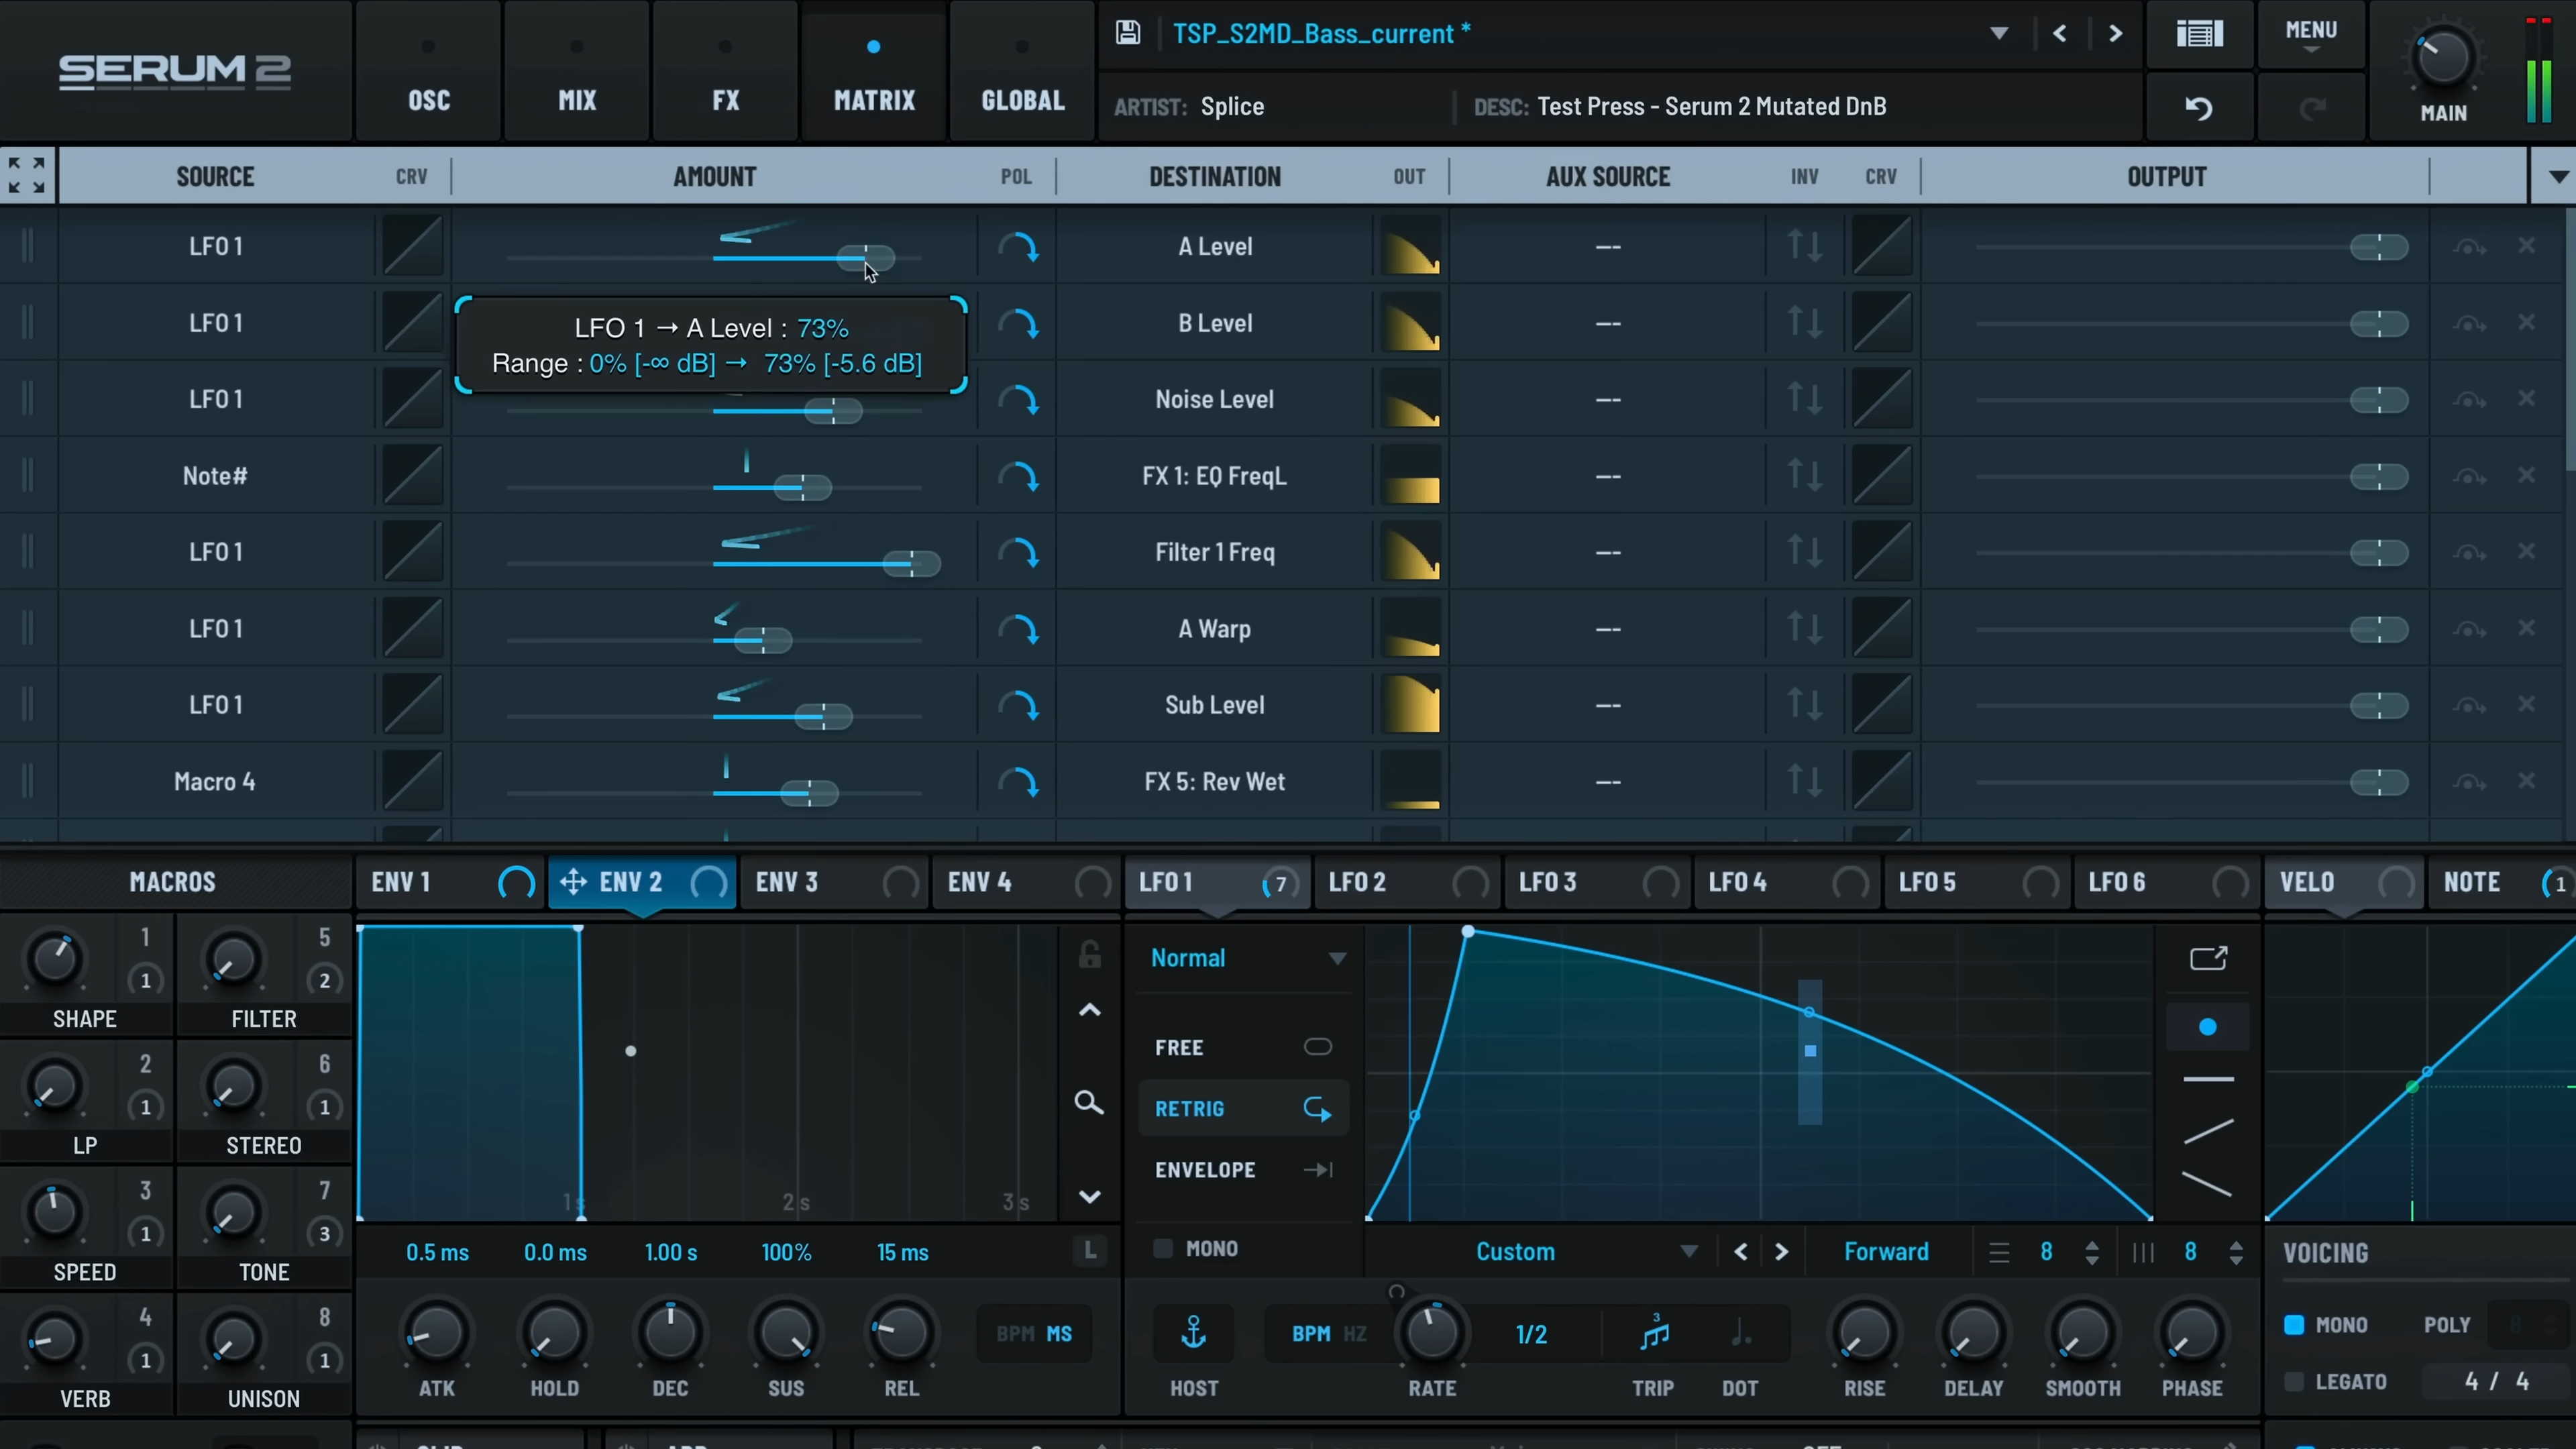 SERUM 2
OSC
MIX
FX
MATRIX
GLOBAL
TSP_S2MD_Bass_current *
MENU
ARTIST: Splice
DESC: Test Press - Serum 2 Mutated DnB
MAIN
SOURCE CRV AMOUNT POL DESTINATION OUT AUX SOURCE INV CRV OUTPUT
LFO 1 A Level ---
LFO 1 B Level ---
LFO 1 → A Level : 73%
Range : 0% [-∞ dB] → 73% [-5.6 dB]
LFO 1 Noise Level ---
Note# FX 1: EQ FreqL ---
LFO 1 Filter 1 Freq ---
LFO 1 A Warp ---
LFO 1 Sub Level ---
Macro 4 FX 5: Rev Wet ---
MACROS
ENV 1
ENV 2
ENV 3
ENV 4
LFO 1 7
LFO 2
LFO 3
LFO 4
LFO 5
LFO 6
VELO
NOTE 1
1 1 SHAPE
5 2 FILTER
2 1 LP
6 1 STEREO
3 1 SPEED
7 3 TONE
4 1 VERB
8 1 UNISON
1 s 2 s 3 s
0.5 ms 0.0 ms 1.00 s 100% 15 ms L
ATK HOLD DEC SUS REL
BPM MS
Normal
FREE
RETRIG
ENVELOPE
MONO
Custom Forward 8 8
HOST
BPM HZ
RATE
1/2
3
TRIP
DOT
RISE DELAY SMOOTH PHASE
VOICING
MONO POLY 8
LEGATO 4 / 4